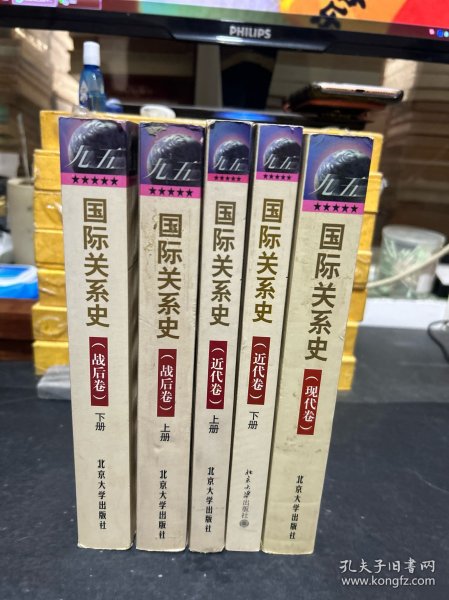 PHILIPS
九五
★★★★★
国际关系史
（战后卷）
下册
北京大学出版社
九五
★★★★★
国际关系史
（战后卷）
上册
北京大学出版社
九五
★★★★★
国际关系史
（近代卷）
上册
北京大学出版社
九五
★★★★★
国际关系史
（近代卷）
下册
北京大学出版社
九五
★★★★★
国际关系史
（现代卷）
北京大学出版社
孔夫子旧书网
www.kongfz.com